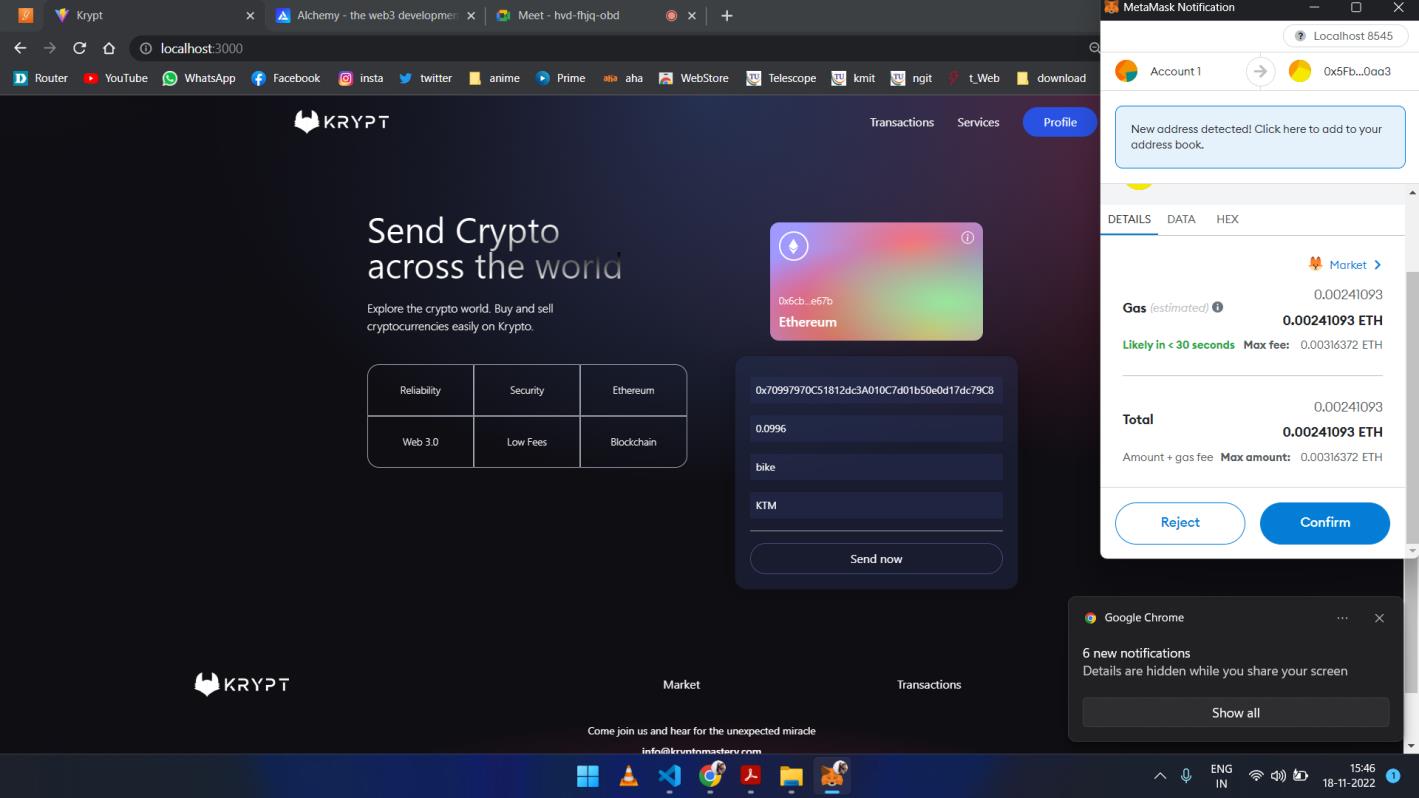 Krypt
Alchemy - the web3 developmen
Meet - hvd-fhjq-obd
MetaMask Notification
localhost:3000
Router
YouTube
WhatsApp
Facebook
insta
twitter
anime
Prime
aha
aha
WebStore
TU
Telescope
TU
kmit
TU
ngit
t_Web
download
Localhost 8545
Account 1
0x5Fb...0aa3
New address detected! Click here to add to your
address book.
KRYPT
Transactions
Services
Profile
DETAILS
DATA
HEX
Market
Gas (estimated)
0.00241093
0.00241093 ETH
Likely in < 30 seconds
Max fee: 0.00316372 ETH
Total
0.00241093
0.00241093 ETH
Amount + gas fee
Max amount: 0.00316372 ETH
Reject
Confirm
Send Crypto
across the world
Explore the crypto world. Buy and sell
cryptocurrencies easily on Krypto.
Reliability
Security
Ethereum
Web 3.0
Low Fees
Blockchain
0x6cb...e67b
Ethereum
0x70997970C51812dc3A010C7d01b50e0d17dc79C8
0.0996
bike
KTM
Send now
Google Chrome
6 new notifications
Details are hidden while you share your screen
Show all
KRYPT
Market
Transactions
Come join us and hear for the unexpected miracle
info@kryptomastery.com
ENG
IN
15:46
18-11-2022
1